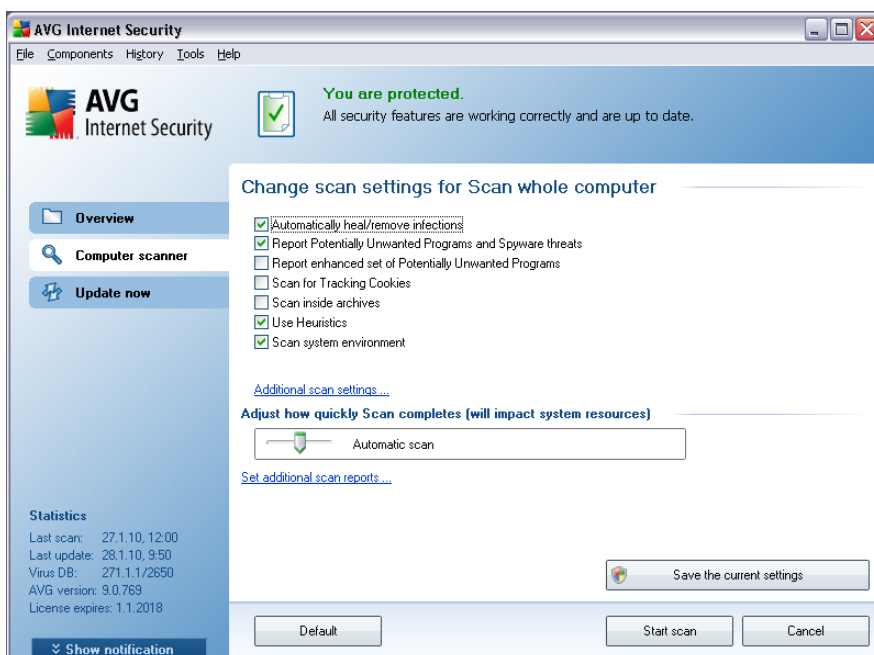 AVG Internet Security
File Components History Tools Help
AVG
Internet Security
You are protected.
All security features are working correctly and are up to date.
Overview
Computer scanner
Update now
Change scan settings for Scan whole computer
Automatically heal/remove infections
Report Potentially Unwanted Programs and Spyware threats
Report enhanced set of Potentially Unwanted Programs
Scan for Tracking Cookies
Scan inside archives
Use Heuristics
Scan system environment
Additional scan settings ...
Adjust how quickly Scan completes (will impact system resources)
Automatic scan
Set additional scan reports ...
Statistics
Last scan: 27.1.10, 12:00
Last update: 28.1.10, 9:50
Virus DB: 271.1.1/2650
AVG version: 9.0.769
License expires: 1.1.2018
Show notification
Save the current settings
Default
Start scan
Cancel